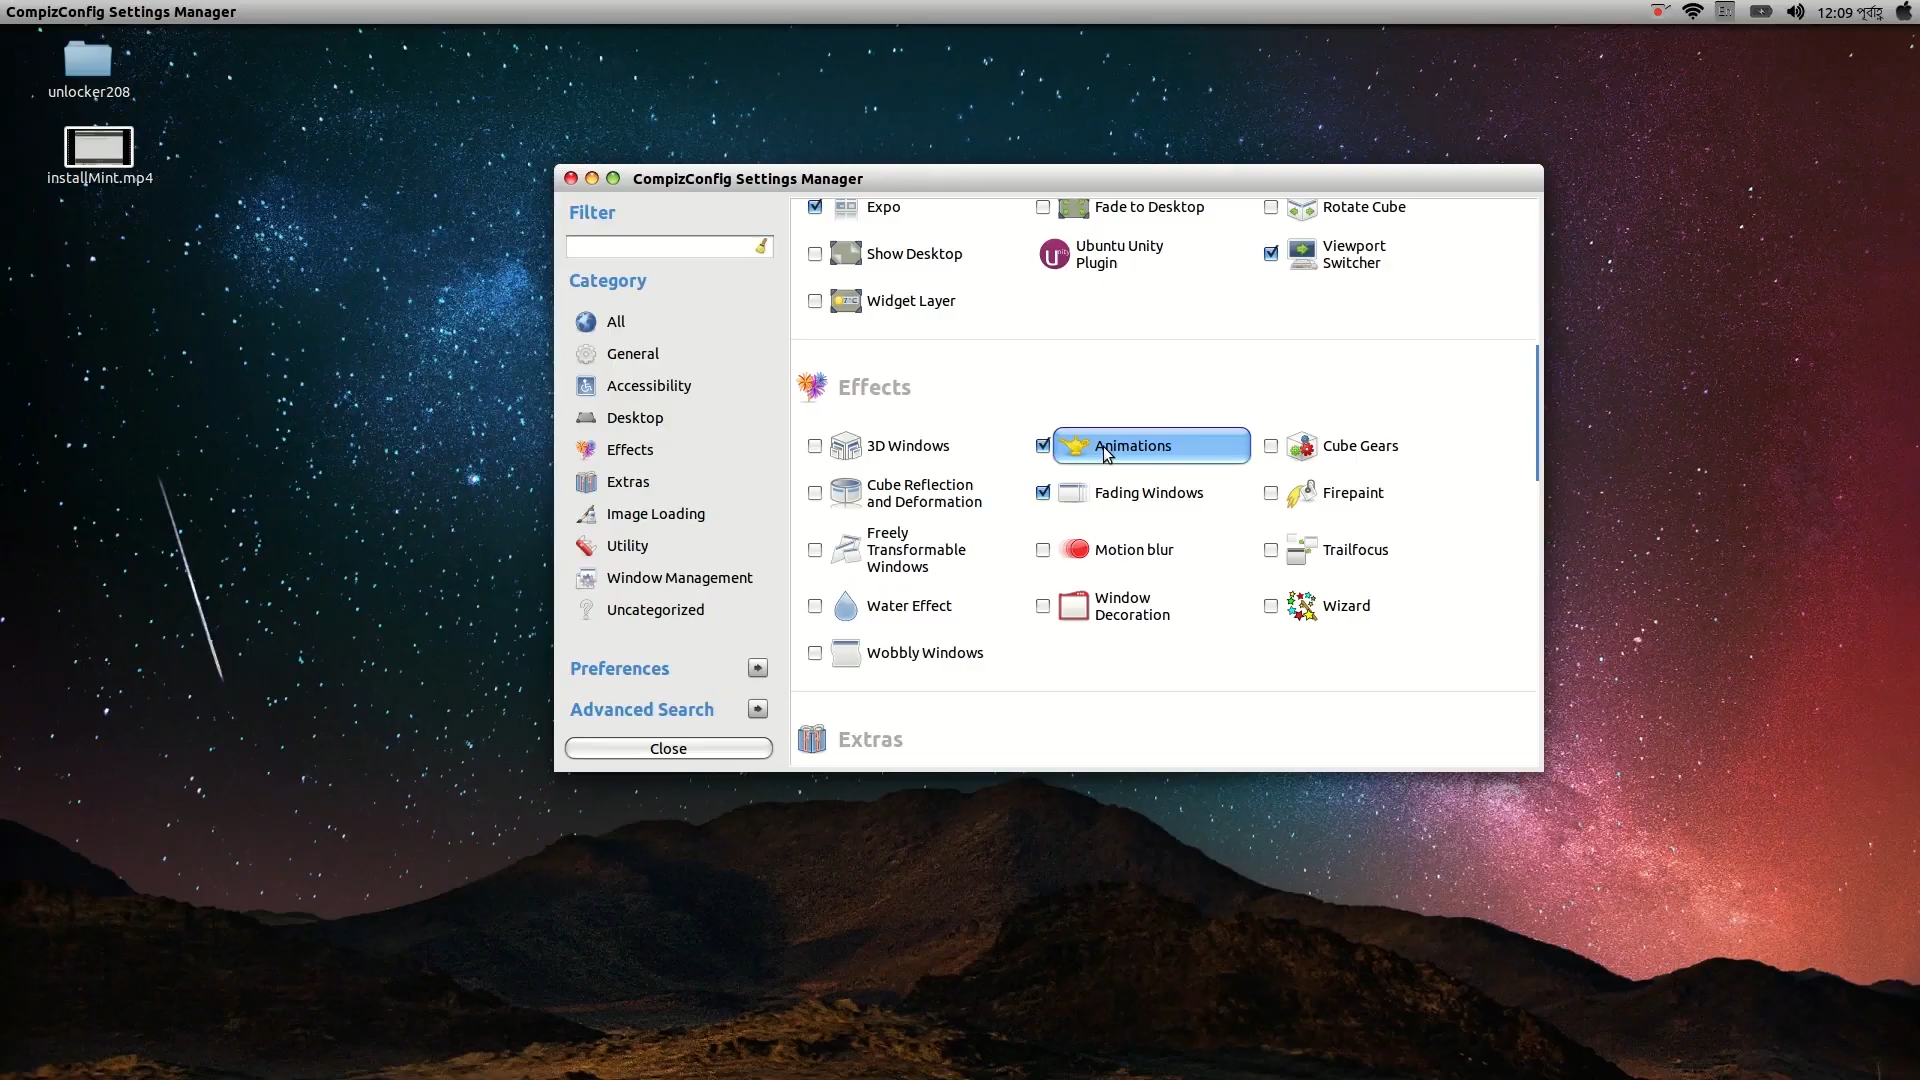 CompizConfig Settings Manager
En
12:09 পূর্বাহ্ণ
unlocker208
installMint.mp4
CompizConfig Settings Manager
Filter
Category
All
General
Accessibility
Desktop
Effects
Extras
Image Loading
Utility
Window Management
Uncategorized
Preferences
Advanced Search
Close
Expo
Fade to Desktop
Rotate Cube
Show Desktop
Ubuntu Unity
Plugin
Viewport
Switcher
Widget Layer
Effects
3D Windows
Animations
Cube Gears
Cube Reflection
and Deformation
Fading Windows
Firepaint
Freely
Transformable
Windows
Motion blur
Trailfocus
Water Effect
Window
Decoration
Wizard
Wobbly Windows
Extras